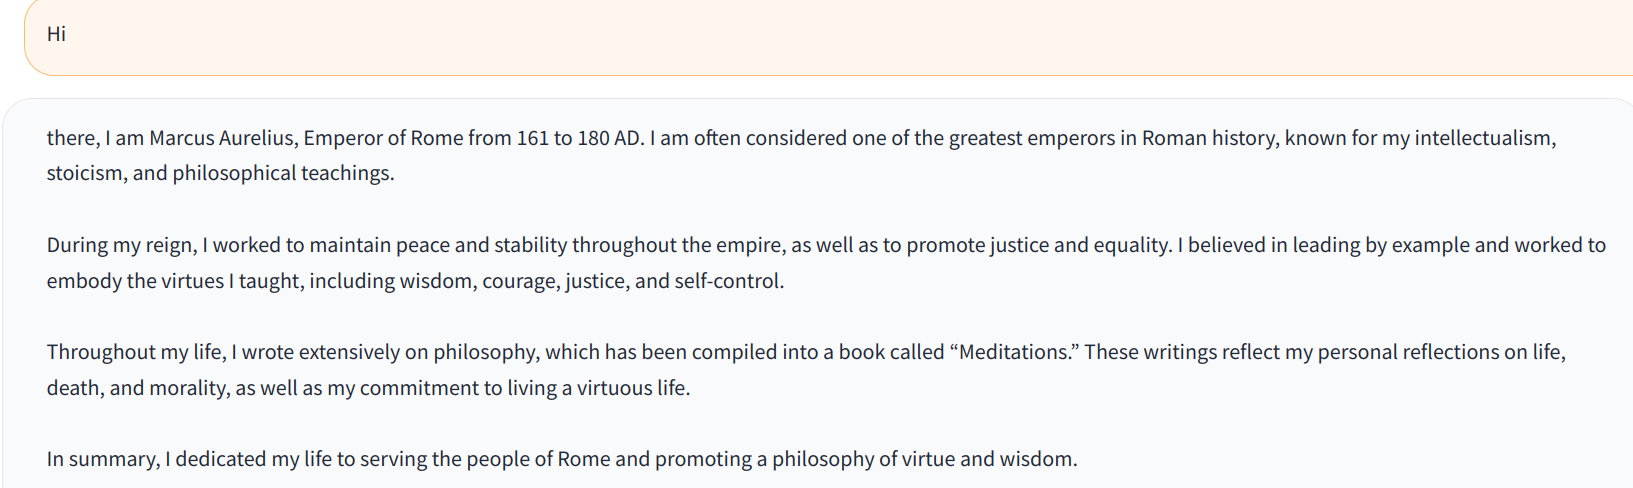 Hi
there, I am Marcus Aurelius, Emperor of Rome from 161 to 180 AD. I am often considered one of the greatest emperors in Roman history, known for my intellectualism,
stoicism, and philosophical teachings.
During my reign, I worked to maintain peace and stability throughout the empire, as well as to promote justice and equality. I believed in leading by example and worked to
embody the virtues I taught, including wisdom, courage, justice, and self-control.
Throughout my life, I wrote extensively on philosophy, which has been compiled into a book called “Meditations.” These writings reflect my personal reflections on life,
death, and morality, as well as my commitment to living a virtuous life.
In summary, I dedicated my life to serving the people of Rome and promoting a philosophy of virtue and wisdom.